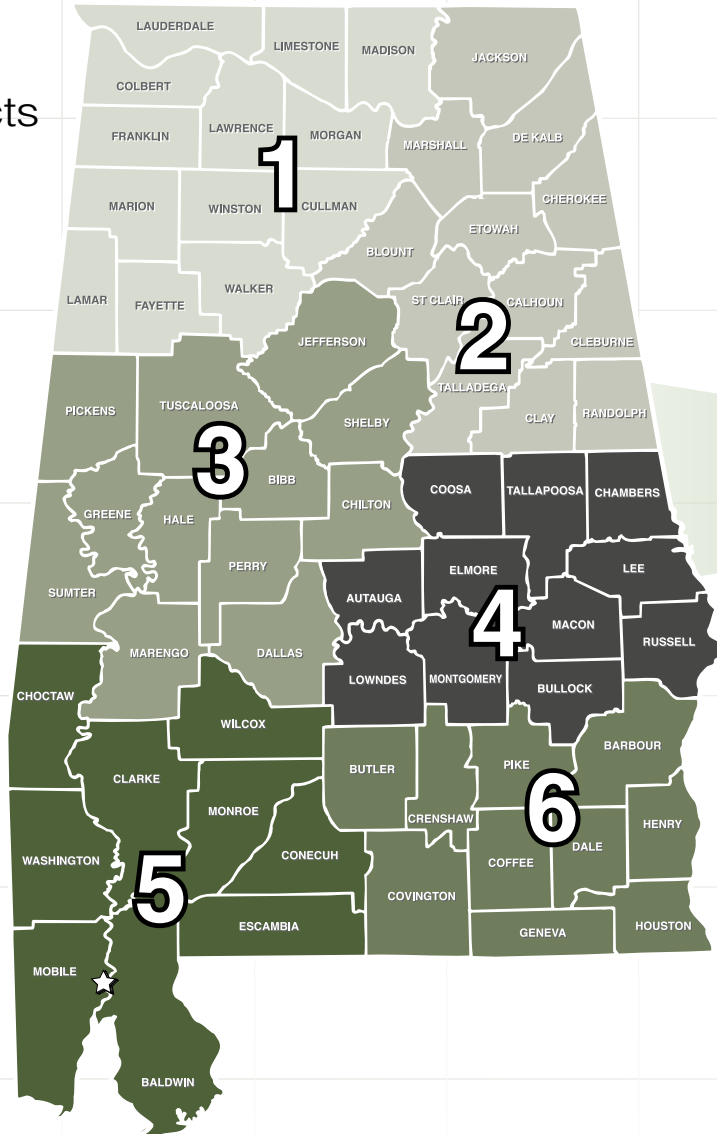 cts
LAUDERDALE
LIMESTONE
MADISON
JACKSON
COLBERT
FRANKLIN
LAWRENCE
MORGAN
MARSHALL
DE KALB
1
MARION
WINSTON
CULLMAN
CHEROKEE
ETOWAH
BLOUNT
LAMAR
FAYETTE
WALKER
ST CLAIR
CALHOUN
2
JEFFERSON
CLEBURNE
TALLADEGA
PICKENS
TUSCALOOSA
SHELBY
CLAY
RANDOLPH
3
BIBB
COOSA
TALLAPOOSA
CHAMBERS
GREENE
HALE
CHILTON
PERRY
ELMORE
LEE
SUMTER
AUTAUGA
4
MACON
RUSSELL
MARENGO
DALLAS
LOWNDES
MONTGOMERY
BULLOCK
CHOCTAW
WILCOX
CLARKE
BUTLER
PIKE
BARBOUR
MONROE
CRENSHAW
6
HENRY
WASHINGTON
CONECUH
COFFEE
DALE
5
COVINGTON
ESCAMBIA
GENEVA
HOUSTON
MOBILE
BALDWIN